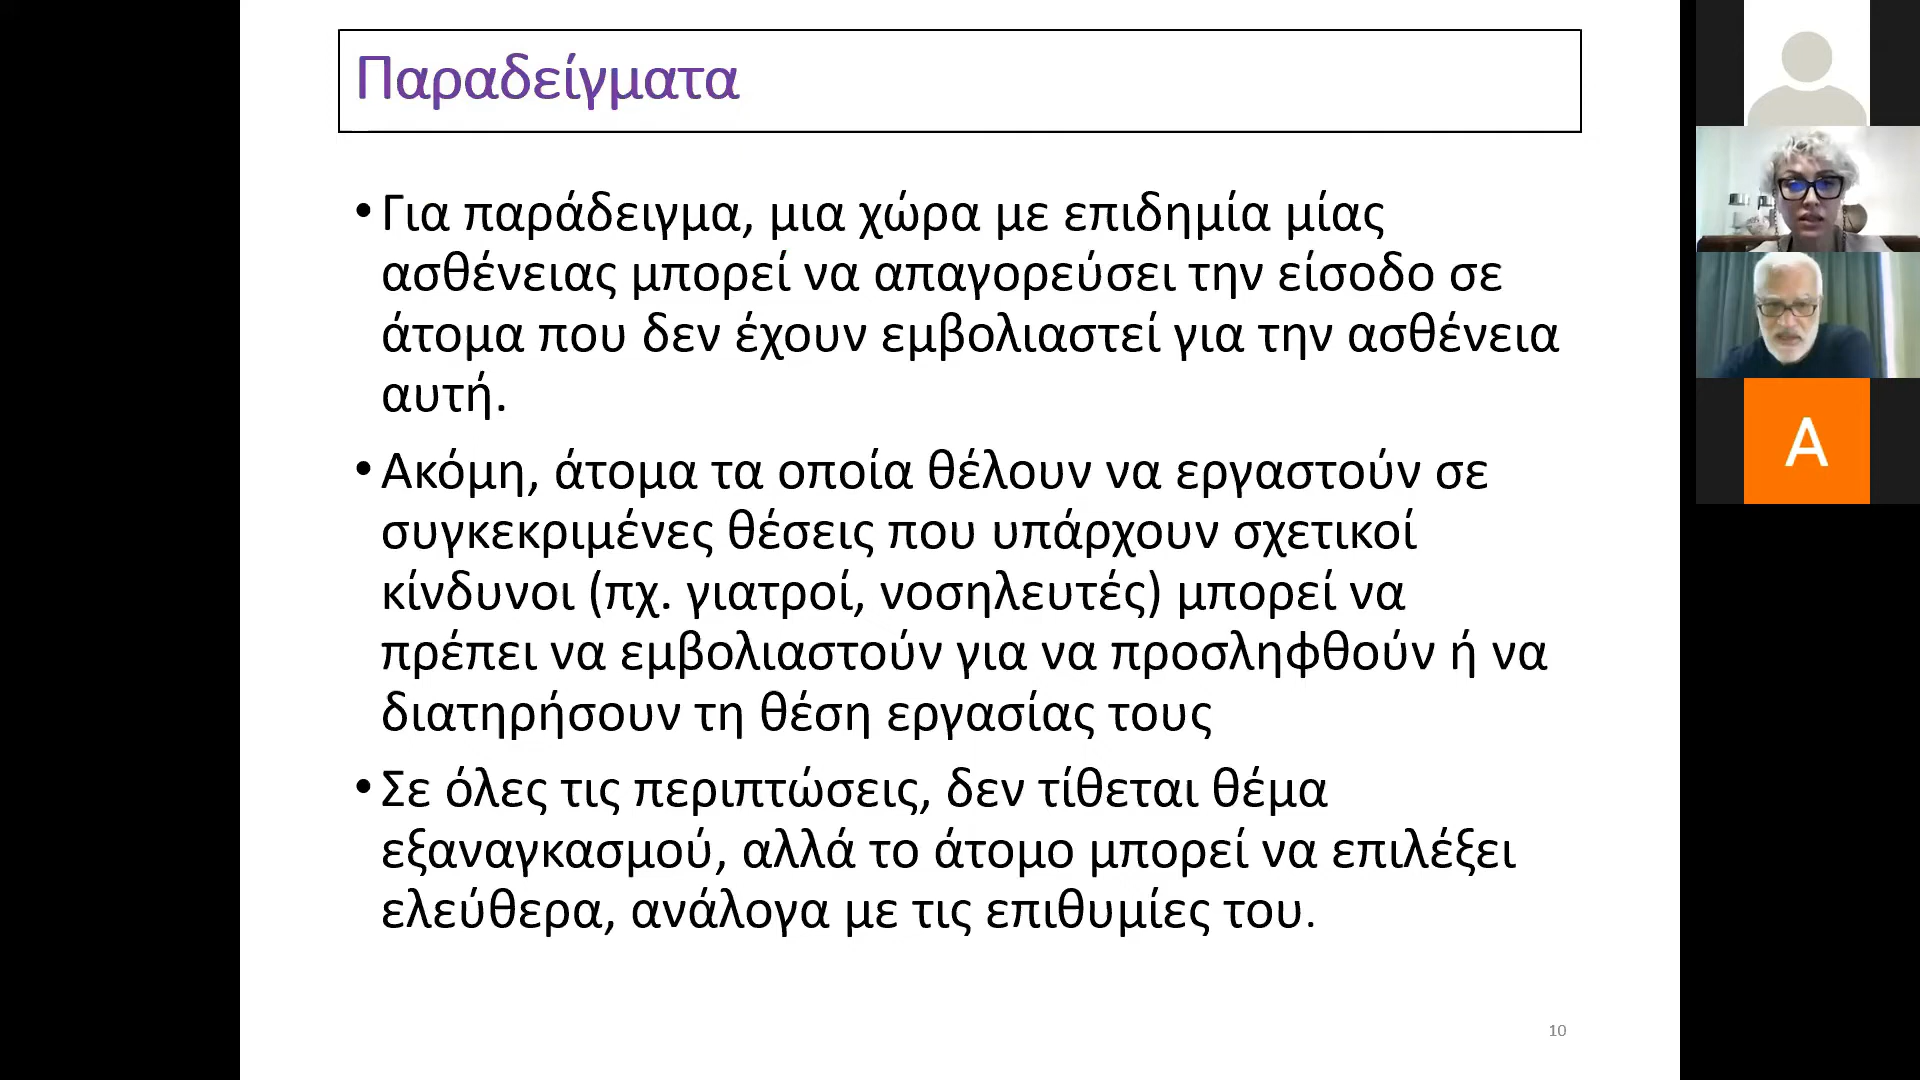 Παραδείγματα
•Για παράδειγμα, μια χώρα με επιδημία μίας
ασθένειας μπορεί να απαγορεύσει την είσοδο σε
άτομα που δεν έχουν εμβολιαστεί για την ασθένεια
αυτή.
•Ακόμη, άτομα τα οποία θέλουν να εργαστούν σε
συγκεκριμένες θέσεις που υπάρχουν σχετικοί
κίνδυνοι (πχ. γιατροί, νοσηλευτές) μπορεί να
πρέπει να εμβολιαστούν για να προσληφθούν ή να
διατηρήσουν τη θέση εργασίας τους
•Σε όλες τις περιπτώσεις, δεν τίθεται θέμα
εξαναγκασμού, αλλά το άτομο μπορεί να επιλέξει
ελεύθερα, ανάλογα με τις επιθυμίες του.
10
A